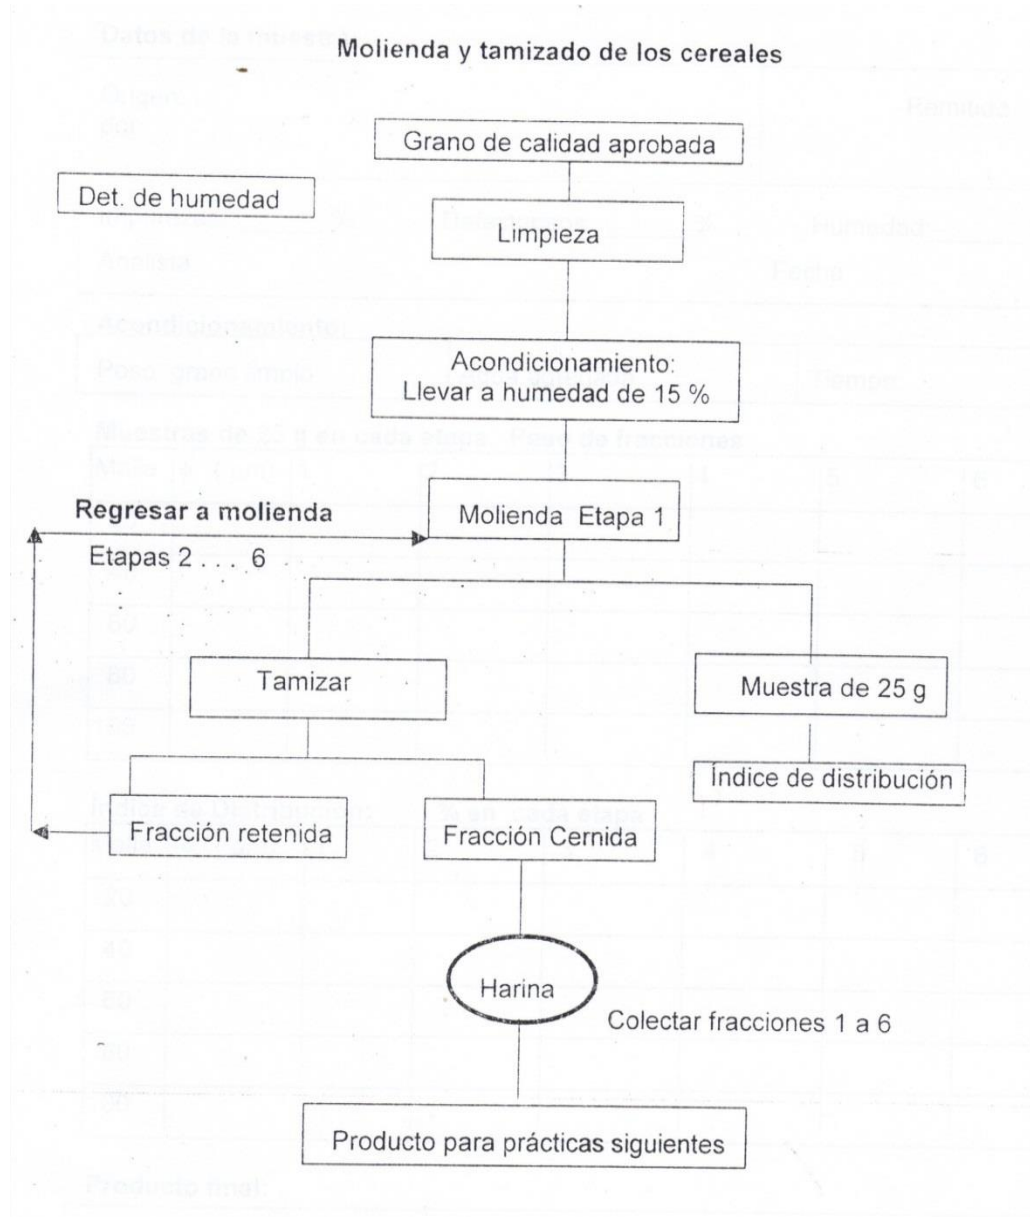 Molienda y tamizado de los cereales
Grano de calidad aprobada
Det. de humedad
Limpieza
Acondicionamiento:
Llevar a humedad de 15 %
Regresar a molienda
Etapas 2 . . . 6
Molienda Etapa 1
Tamizar
Muestra de 25 g
Índice de distribución
Fracción retenida
Fracción Cernida
Harina
Colectar fracciones 1 a 6
Producto para prácticas siguientes